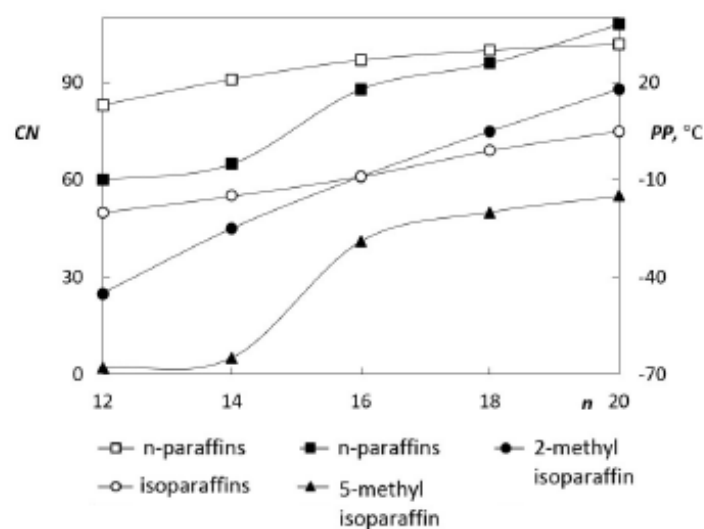 90
60
30
0
CN
20
-10
-40
-70
PP, °C
12 14 16 18 n 20
n-paraffins n-paraffins 2-methyl
isoparaffin
isoparaffins 5-methyl
isoparaffin